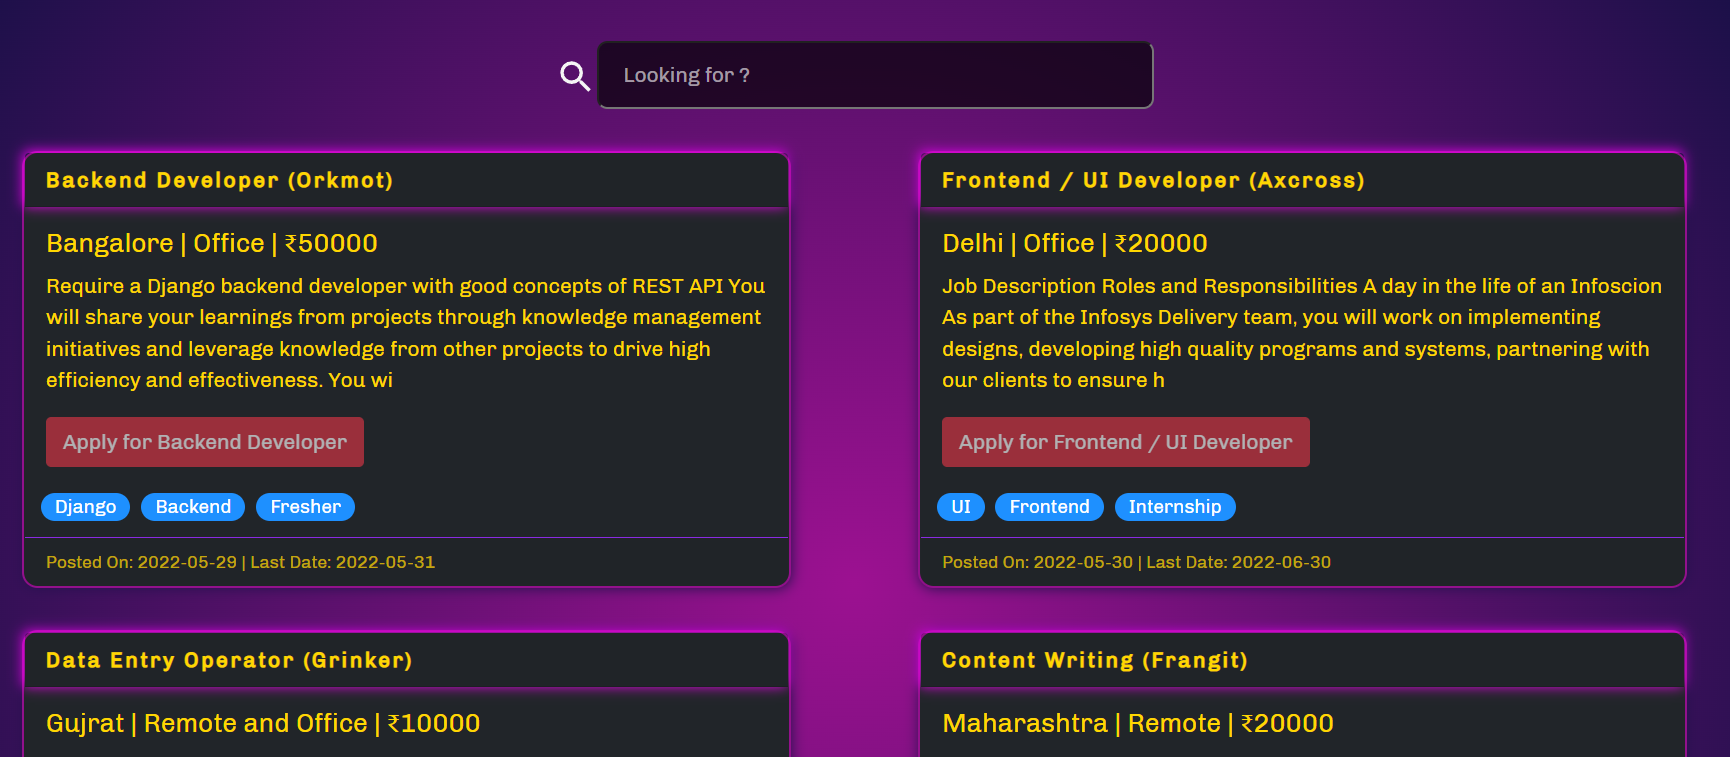 Looking for ?
Backend Developer (Orkmot)
Bangalore | Office | ₹50000
Require a Django backend developer with good concepts of REST API You
will share your learnings from projects through knowledge management
initiatives and leverage knowledge from other projects to drive high
efficiency and effectiveness. You wi
Apply for Backend Developer
Django Backend Fresher
Posted On: 2022-05-29 | Last Date: 2022-05-31
Frontend / UI Developer (Axcross)
Delhi | Office | ₹20000
Job Description Roles and Responsibilities A day in the life of an Infoscion
As part of the Infosys Delivery team, you will work on implementing
designs, developing high quality programs and systems, partnering with
our clients to ensure h
Apply for Frontend / UI Developer
UI Frontend Internship
Posted On: 2022-05-30 | Last Date: 2022-06-30
Data Entry Operator (Grinker)
Gujrat | Remote and Office | ₹10000
Content Writing (Frangit)
Maharashtra | Remote | ₹20000